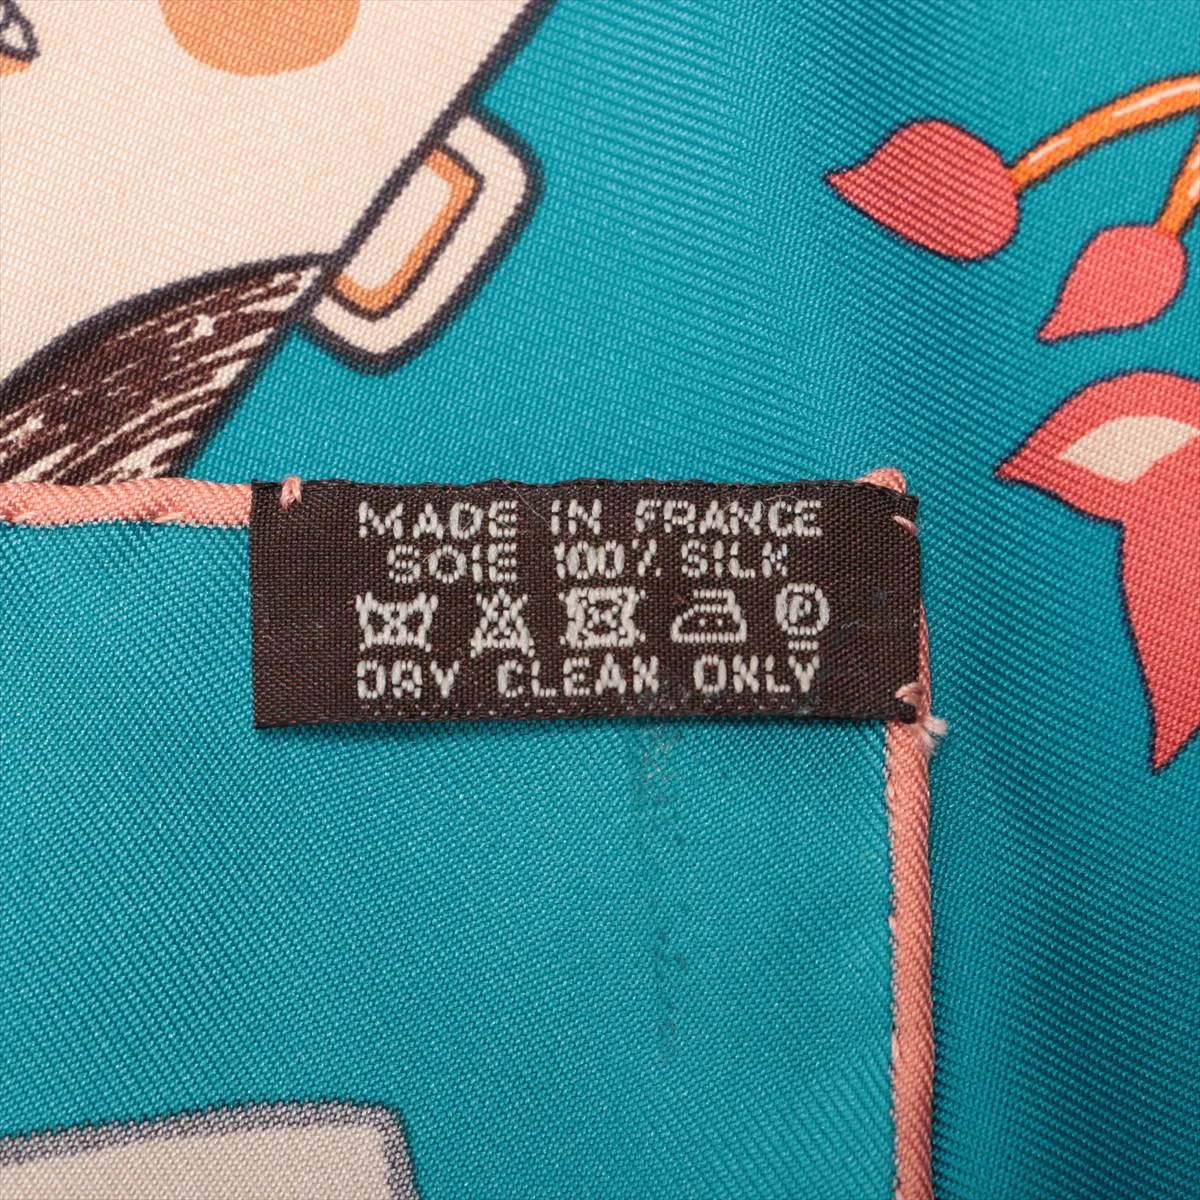 MADE IN FRANCE
SOIE 100% SILK
P
DRY CLEAN ONLY